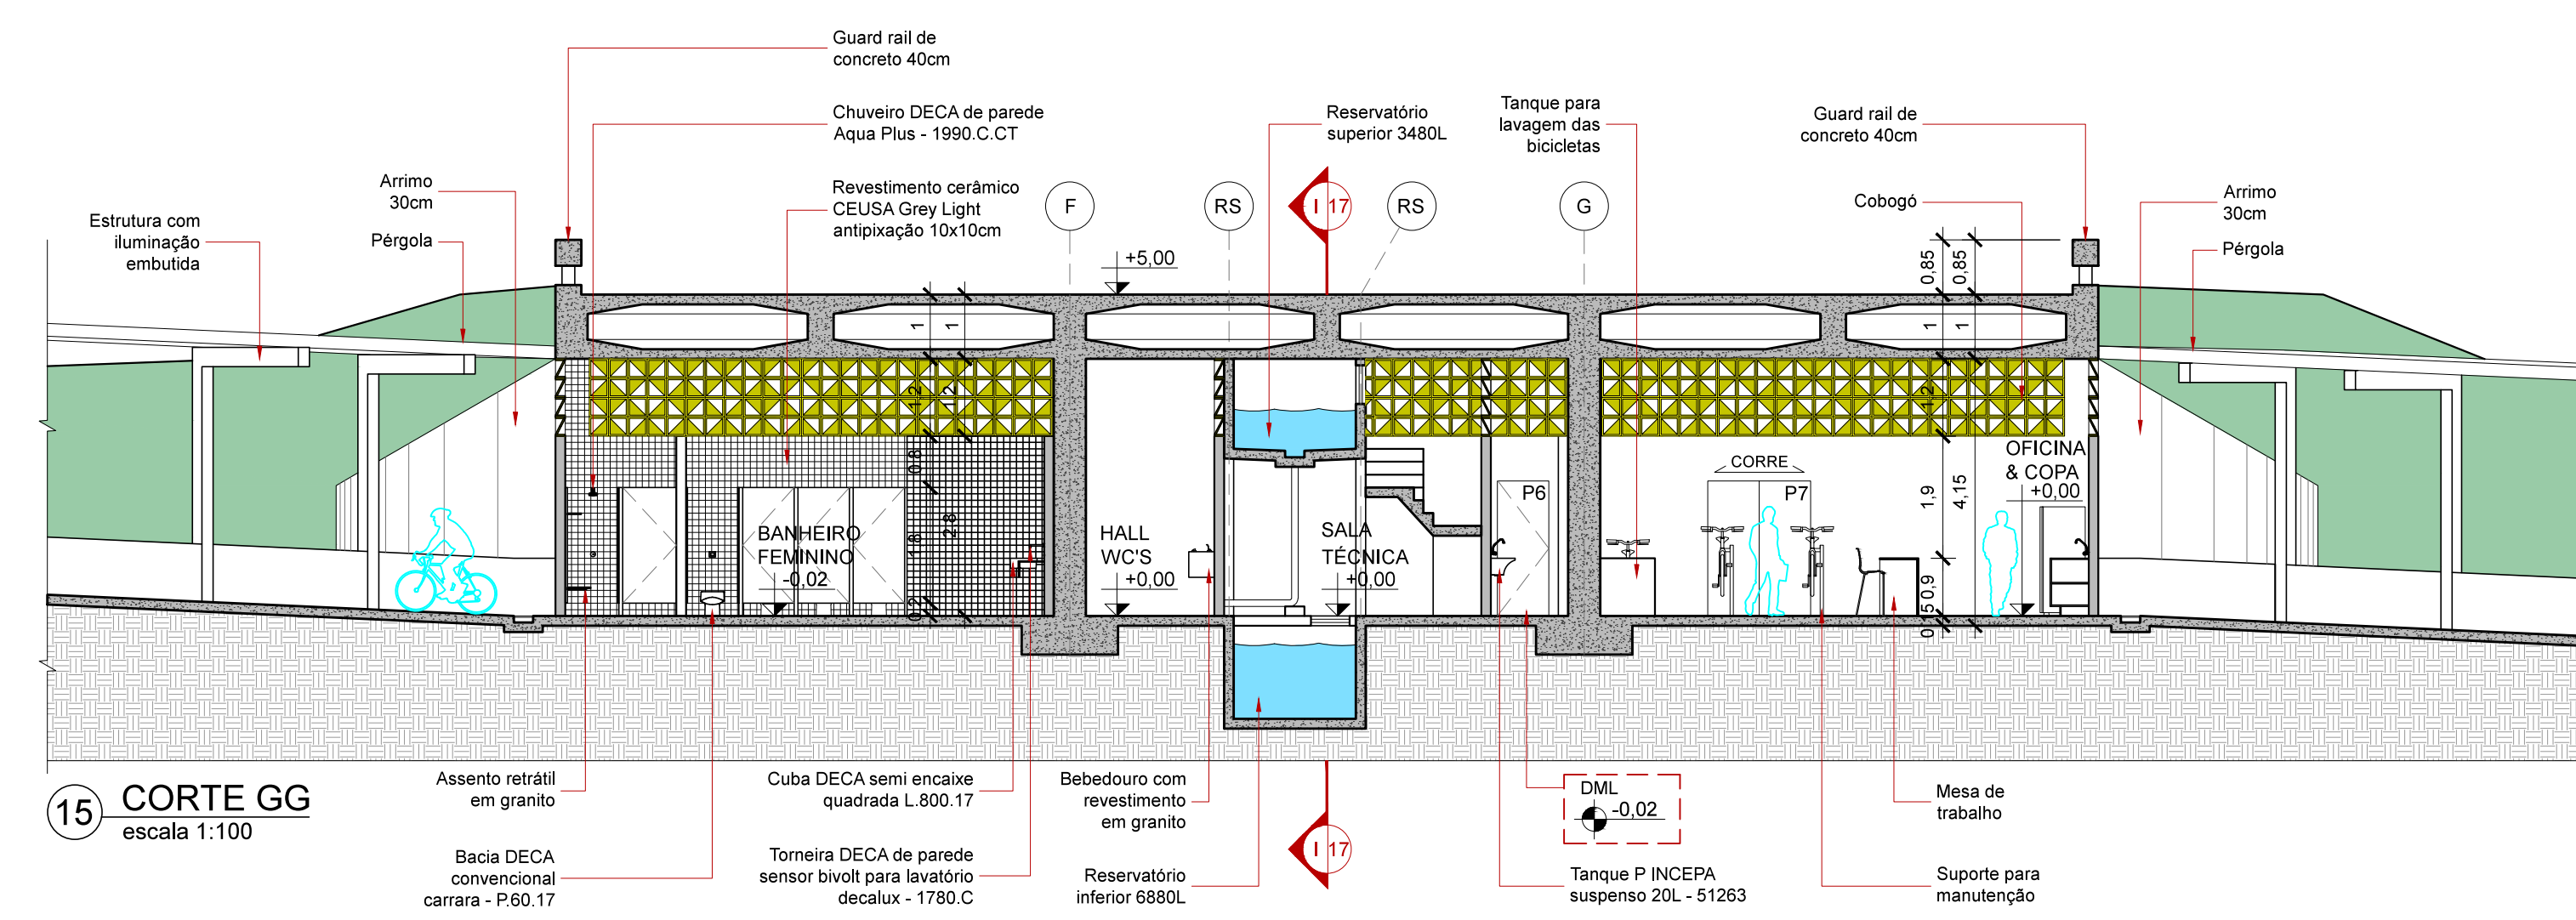 Guard rail de
concreto 40cm
Chuveiro DECA de parede
Aqua Plus - 1990.C.CT
Reservatório
superior 3480L
Tanque para
lavagem das
bicicletas
Guard rail de
concreto 40cm
Arrimo
30cm
Estrutura com
iluminação
embutida
Pérgola
Revestimento cerâmico
CEUSA Grey Light
antipixação 10x10cm
F
RS
I 17
RS
G
Cobogó
Arrimo
30cm
Pérgola
+5,00
0,85
0,85
1
1
1
1
1,2
1,2
1,2
0,8
1,8
2,8
0,2
1,9
4,15
0,9
0,15
BANHEIRO
FEMININO
-0,02
HALL
WC'S
+0,00
SALA
TÉCNICA
+0,00
P6
CORRE
P7
OFICINA
& COPA
+0,00
15
CORTE GG
escala 1:100
Assento retrátil
em granito
Bacia DECA
convencional
carrara - P.60.17
Cuba DECA semi encaixe
quadrada L.800.17
Torneira DECA de parede
sensor bivolt para lavatório
decalux - 1780.C
Bebedouro com
revestimento
em granito
Reservatório
inferior 6880L
I 17
DML
-0,02
Tanque P INCEPA
suspenso 20L - 51263
Mesa de
trabalho
Suporte para
manutenção